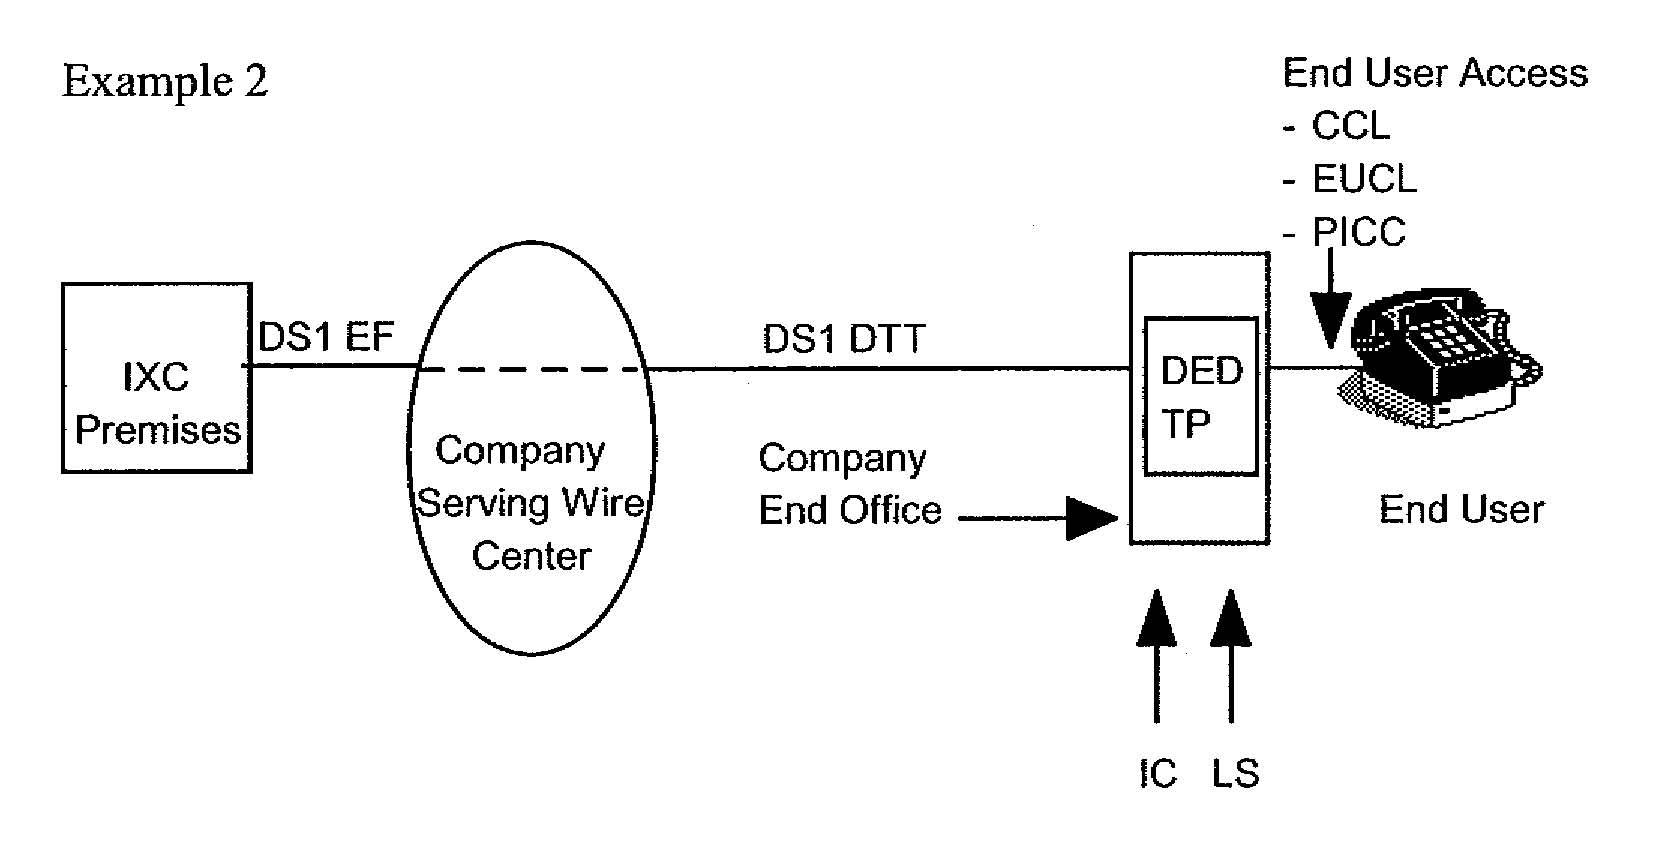 Example 2
End User Access
- CCL
- EUCL
- PICC
IXC
Premises
DS1 EF
Company
Serving Wire
Center
DS1 DTT
Company
End Office
DED
TP
End User
IC
LS